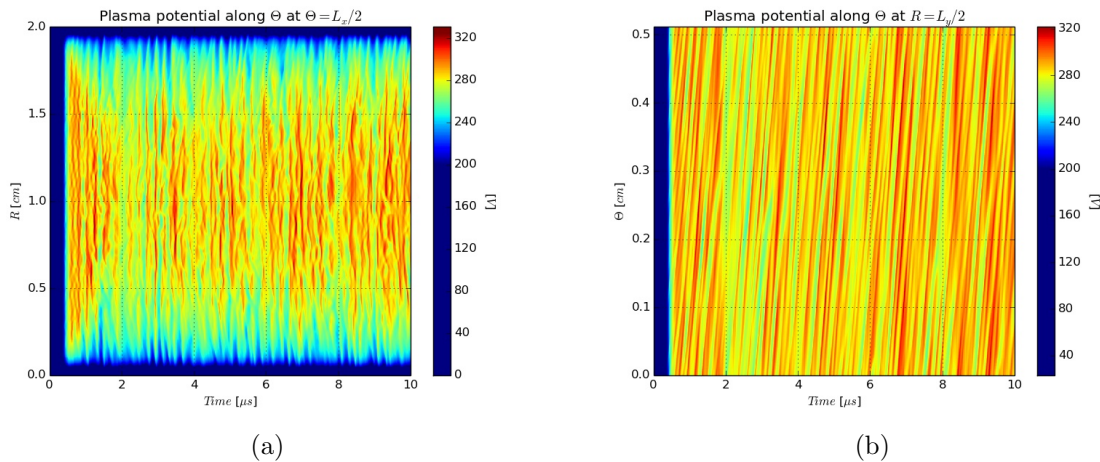 Plasma potential along Θ at Θ=Lₓ/2
2.0
1.5
1.0
0.5
0.0
R [cm]
0 2 4 6 8 10
Time [μs]
320
280
240
200
160
120
80
40
0
[V]
(a)
Plasma potential along Θ at R=L_y/2
0.5
0.4
0.3
0.2
0.1
0.0
Θ [cm]
0 2 4 6 8 10
Time [μs]
320
280
240
200
160
120
80
40
[V]
(b)